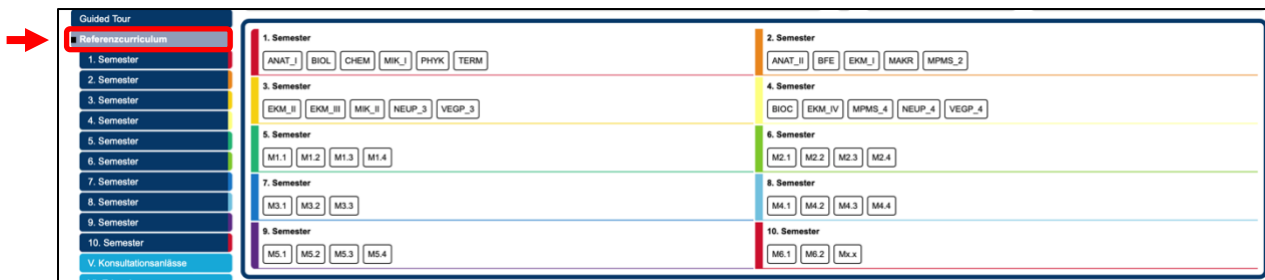 Guided Tour
Referenzcurriculum
1. Semester
2. Semester
3. Semester
4. Semester
5. Semester
6. Semester
7. Semester
8. Semester
9. Semester
10. Semester
V. Konsultationsanlässe
1. Semester
ANAT_I BIOL CHEM MIK_I PHYK TERM
2. Semester
ANAT_II BFE EKM_I MAKR MPMS_2
3. Semester
EKM_II EKM_III MIK_II NEUP_3 VEGP_3
4. Semester
BIOC EKM_IV MPMS_4 NEUP_4 VEGP_4
5. Semester
M1.1 M1.2 M1.3 M1.4
6. Semester
M2.1 M2.2 M2.3 M2.4
7. Semester
M3.1 M3.2 M3.3
8. Semester
M4.1 M4.2 M4.3 M4.4
9. Semester
M5.1 M5.2 M5.3 M5.4
10. Semester
M6.1 M6.2 Mx.x